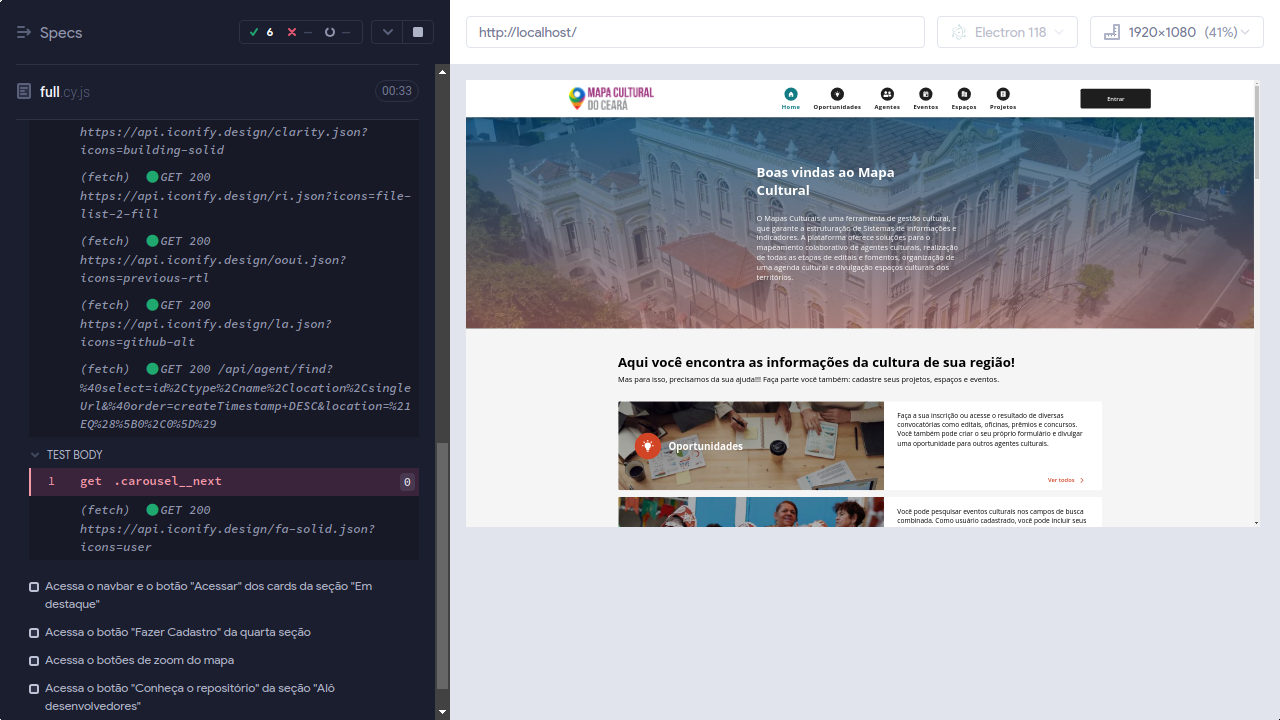 Specs
6
--
--
full.cy.js
00:33
https://api.iconify.design/clarity.json?
icons=building-solid
(fetch) GET 200
https://api.iconify.design/ri.json?icons=file-
list-2-fill
(fetch) GET 200
https://api.iconify.design/ooui.json?
icons=previous-rtl
(fetch) GET 200
https://api.iconify.design/la.json?
icons=github-alt
(fetch) GET 200 /api/agent/find?
%40select=id%2Ctype%2Cname%2Clocation%2Csingle
Url&%40order=createTimestamp+DESC&location=%21
EQ%28%5B0%2C0%5D%29
TEST BODY
1 get .carousel__next 0
(fetch) GET 200
https://api.iconify.design/fa-solid.json?
icons=user
Acessa o navbar e o botão "Acessar" dos cards da seção "Em
destaque"
Acessa o botão "Fazer Cadastro" da quarta seção
Acessa o botões de zoom do mapa
Acessa o botão "Conheça o repositório" da seção "Alô
desenvolvedores"
http://localhost/
Electron 118
1920×1080 (41%)
MAPA CULTURAL
DO CEARÁ
Home
Oportunidades
Agentes
Eventos
Espaços
Projetos
Entrar
Boas vindas ao Mapa
Cultural
O Mapas Culturais é uma ferramenta de gestão cultural,
que garante a estruturação de Sistemas de Informações e
Indicadores. A plataforma oferece soluções para o
mapeamento colaborativo de agentes culturais, realização
de todas as etapas de editais e fomentos, organização de
uma agenda cultural e divulgação espaços culturais dos
territórios.
Aqui você encontra as informações da cultura de sua região!
Mas para isso, precisamos da sua ajuda!!! Faça parte você também: cadastre seus projetos, espaços e eventos.
Oportunidades
Faça a sua inscrição ou acesse o resultado de diversas
convocatórias como editais, oficinas, prêmios e concursos.
Você também pode criar o seu próprio formulário e divulgar
uma oportunidade para outros agentes culturais.
Ver todos
Você pode pesquisar eventos culturais nos campos de busca
combinada. Como usuário cadastrado, você pode incluir seus